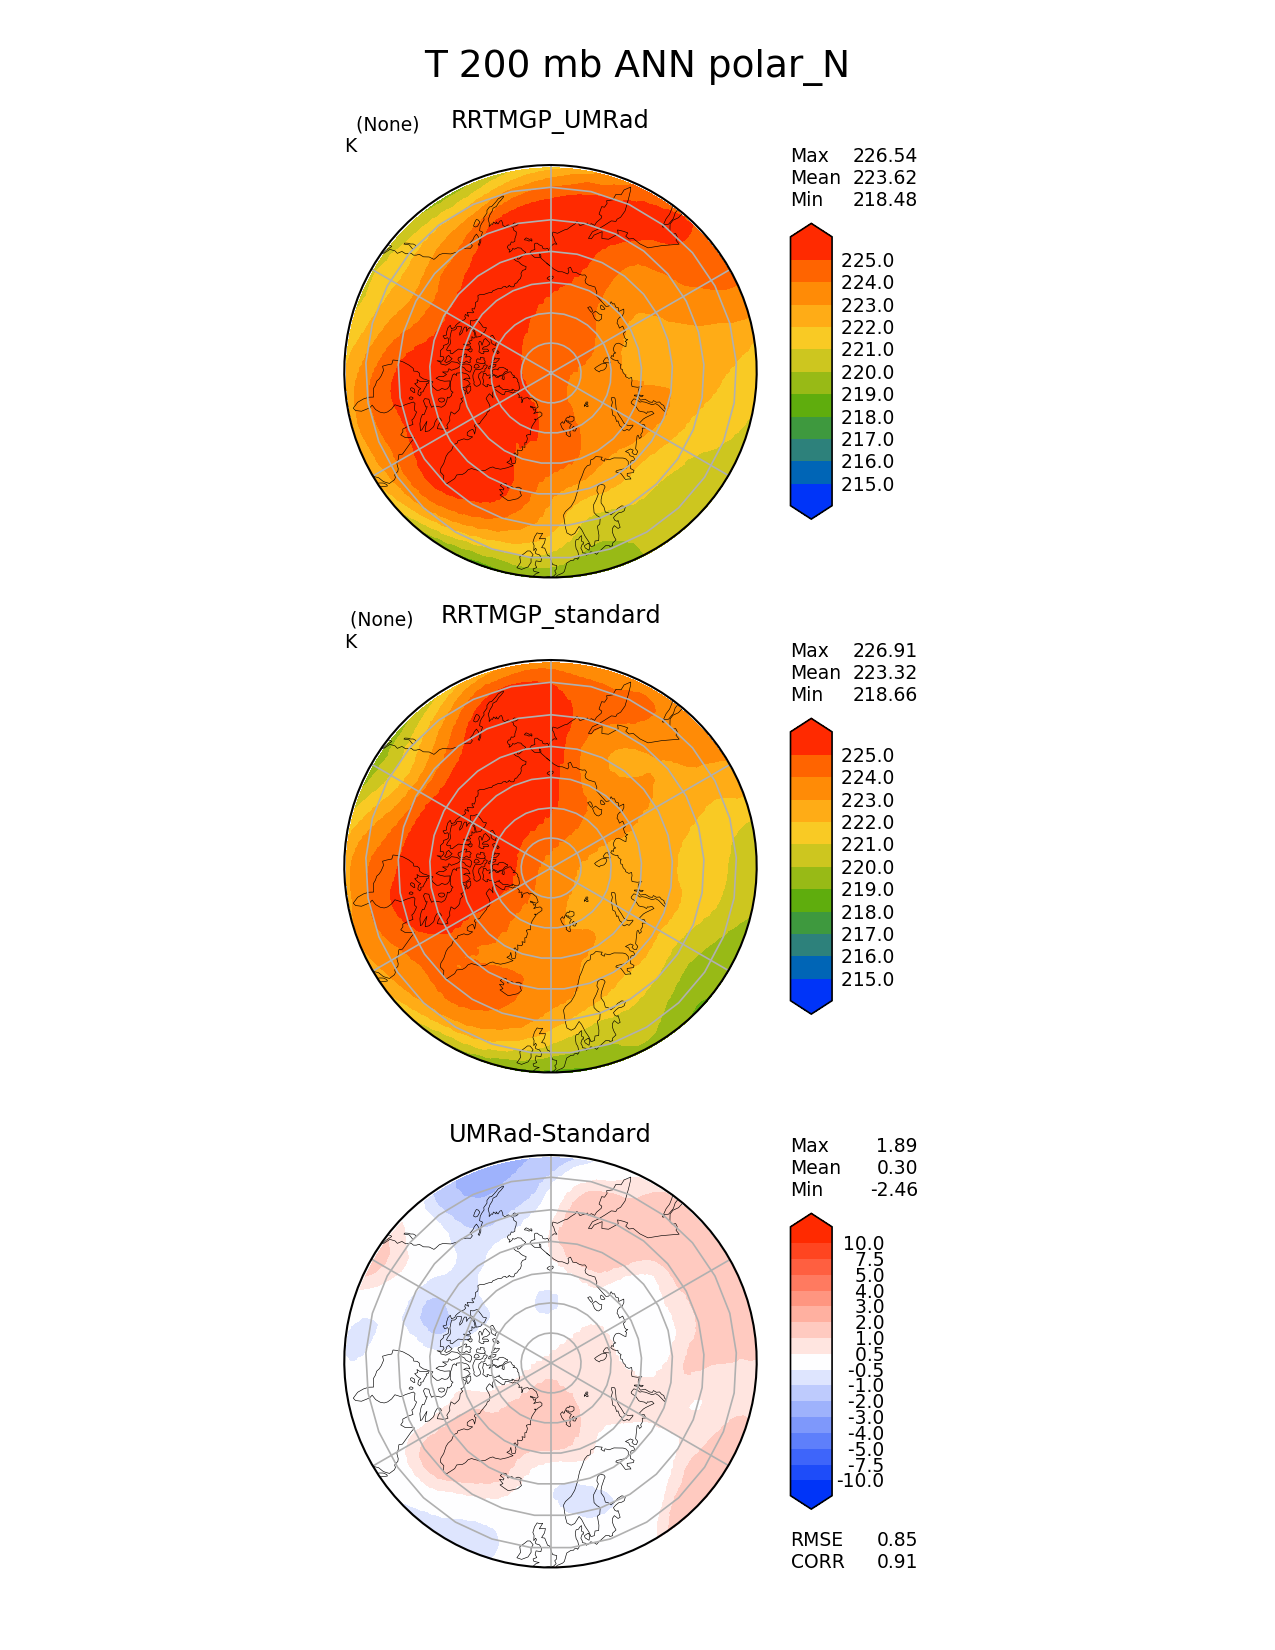 T 200 mb ANN polar_N
(None) RRTMGP_UMRad
K
Max 226.54
Mean 223.62
Min 218.48
225.0
224.0
223.0
222.0
221.0
220.0
219.0
218.0
217.0
216.0
215.0
(None) RRTMGP_standard
K
Max 226.91
Mean 223.32
Min 218.66
225.0
224.0
223.0
222.0
221.0
220.0
219.0
218.0
217.0
216.0
215.0
UMRad-Standard
Max 1.89
Mean 0.30
Min -2.46
10.0
7.5
5.0
4.0
3.0
2.0
1.0
0.5
-0.5
-1.0
-2.0
-3.0
-4.0
-5.0
-7.5
-10.0
RMSE 0.85
CORR 0.91